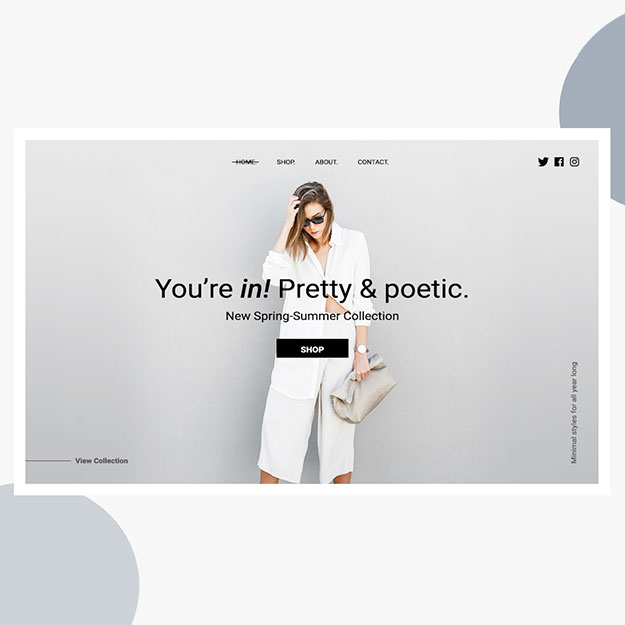 HOME. SHOP. ABOUT. CONTACT.
You're in! Pretty & poetic.
New Spring-Summer Collection
SHOP
Minimal styles for all year long
View Collection